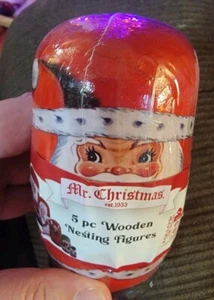 Mr. Christmas
est. 1933
5 pc Wooden
Nesting Figures